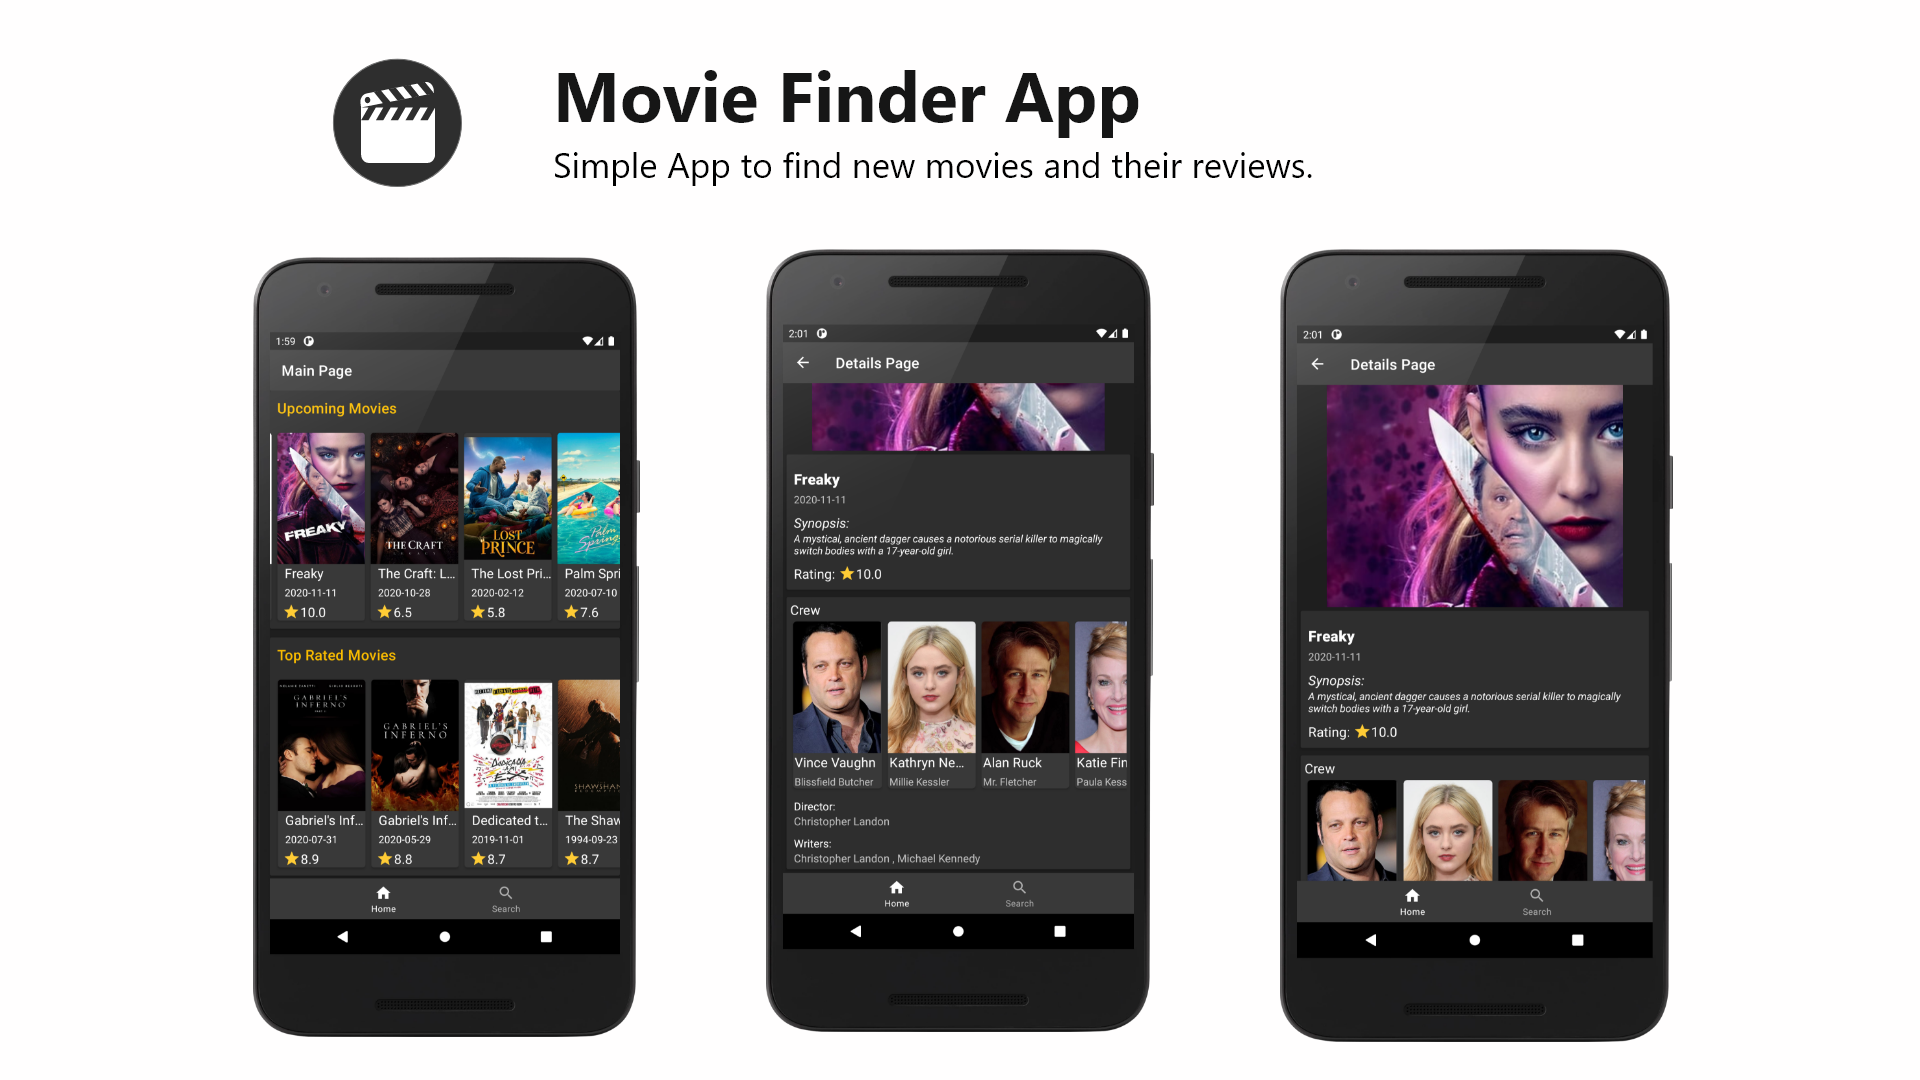 Movie Finder App
Simple App to find new movies and their reviews.
1:59
Main Page
Upcoming Movies
FREAKY
THE CRAFT
LOST
PRINCE
Palm
Springs
Freaky
The Craft: L...
The Lost Pri...
Palm Spri
2020-11-11
2020-10-28
2020-02-12
2020-07-10
10.0
6.5
5.8
7.6
Top Rated Movies
GABRIEL'S
INFERNO
GABRIEL'S
INFERNO
SHAWSHAN
Gabriel's Inf...
Gabriel's Inf...
Dedicated t...
The Shaw
2020-07-31
2020-05-29
2019-11-01
1994-09-23
8.9
8.8
8.7
8.7
Home
Search
2:01
Details Page
Freaky
2020-11-11
Synopsis:
A mystical, ancient dagger causes a notorious serial killer to magically
switch bodies with a 17-year-old girl.
Rating: 10.0
Crew
Vince Vaughn
Kathryn Ne...
Alan Ruck
Katie Fin
Blissfield Butcher
Millie Kessler
Mr. Fletcher
Paula Kess
Director:
Christopher Landon
Writers:
Christopher Landon , Michael Kennedy
Home
Search
2:01
Details Page
Freaky
2020-11-11
Synopsis:
A mystical, ancient dagger causes a notorious serial killer to magically
switch bodies with a 17-year-old girl.
Rating: 10.0
Crew
Home
Search